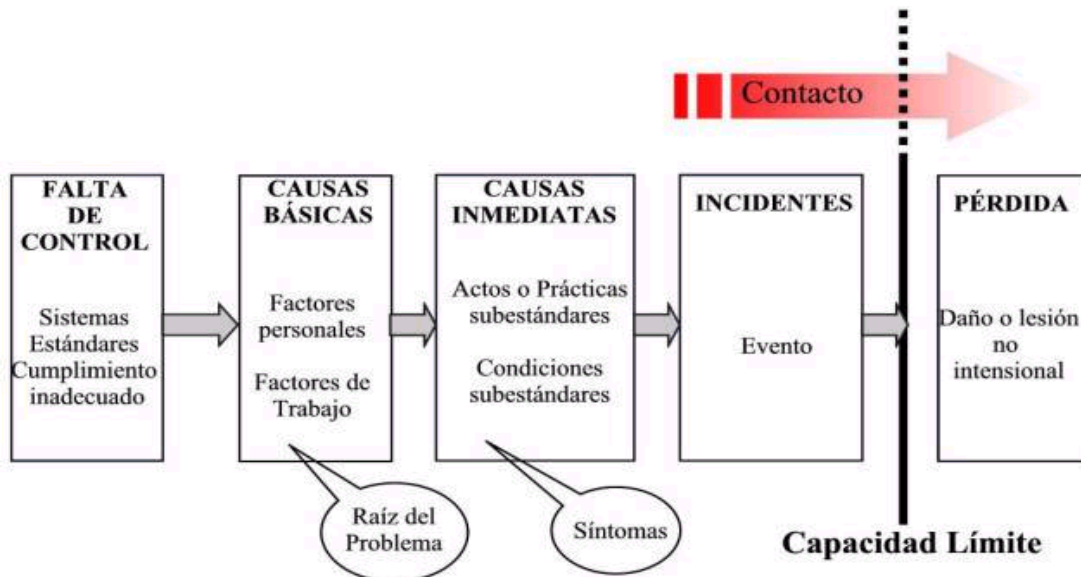 Contacto
FALTA
DE
CONTROL
Sistemas
Estándares
Cumplimiento
inadecuado
CAUSAS
BÁSICAS
Factores
personales
Factores de
Trabajo
CAUSAS
INMEDIATAS
Actos o Prácticas
subestándares
Condiciones
subestándares
INCIDENTES
Evento
PÉRDIDA
Daño o lesión
no
intensional
Raíz del
Problema
Síntomas
Capacidad Límite